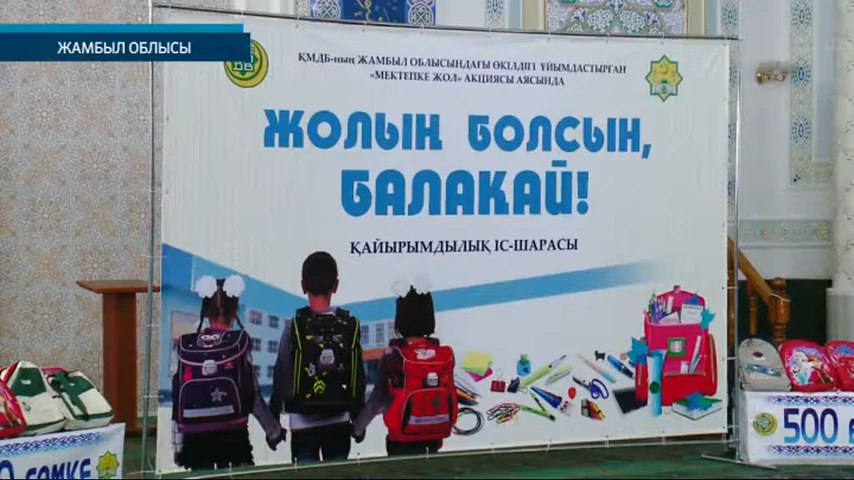 ЖАМБЫЛ ОБЛЫСЫ
ҚМДБ-ның ЖАМБЫЛ ОБЛЫСЫНДАҒЫ ӨКІЛДІГІ ҰЙЫМДАСТЫРҒАН
«МЕКТЕПКЕ ЖОЛ» АКЦИЯСЫ АЯСЫНДА
ЖОЛЫҢ БОЛСЫН,
БАЛАҚАЙ!
ҚАЙЫРЫМДЫЛЫҚ ІС-ШАРАСЫ
500
СӨМКЕ